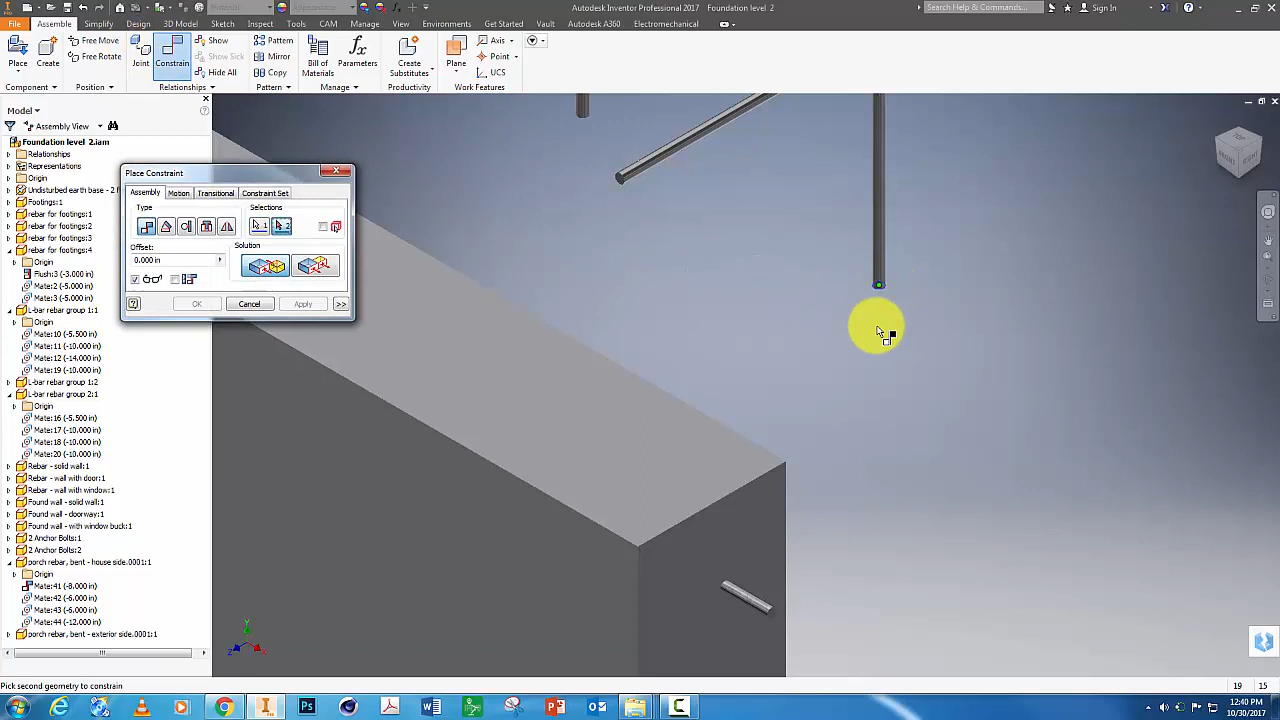 Autodesk Inventor Professional 2017   Foundation level _2
Search Help & Commands...
Sign In
File
Assemble
Design
3D Model
Sketch
Inspect
Tools
CAM
Manage
View
Environments
Get Started
Vault
Autodesk A360
Electromechanical
Place
Create
Free Move
Free Rotate
Joint
Constrain
Show
Show Sick
Hide All
Pattern
Mirror
Copy
Bill of
Materials
fx
Parameters
Create
Substitutes
Plane
Axis
Point
UCS
Component
Position
Relationships
Pattern
Manage
Productivity
Work Features
Model
Assembly View
Foundation level 2.iam
Relationships
Representations
Origin
Undisturbed earth base - 2 f
Footings:1
rebar for footings:1
rebar for footings:2
rebar for footings:3
rebar for footings:4
Origin
Flush:3 (-3.000 in)
Mate:2 (-5.000 in)
Mate:3 (-5.000 in)
L-bar rebar group 1:1
Origin
Mate:10 (-5.500 in)
Mate:11 (-10.000 in)
Mate:12 (-14.000 in)
Mate:19 (-10.000 in)
L-bar rebar group 1:2
L-bar rebar group 2:1
Origin
Mate:16 (-5.500 in)
Mate:17 (-10.000 in)
Mate:18 (-10.000 in)
Mate:20 (-10.000 in)
Rebar - solid wall:1
Rebar - wall with door:1
Rebar - wall with window:1
Found wall - solid wall:1
Found wall - doorway:1
Found wall - with window buck:1
2 Anchor Bolts:1
2 Anchor Bolts:2
porch rebar, bent - house side.0001:1
Origin
Mate:41 (-8.000 in)
Mate:42 (-6.000 in)
Mate:43 (-6.000 in)
Mate:44 (-12.000 in)
porch rebar, bent - exterior side.0001:1
Place Constraint
Assembly
Motion
Transitional
Constraint Set
Type
Selections
1
2
Offset:
0.000 in
Solution
OK
Cancel
Apply
>>
TOP
FRONT
RIGHT
Y
Z
X
Pick second geometry to constrain
19
15
12:40 PM
10/30/2017